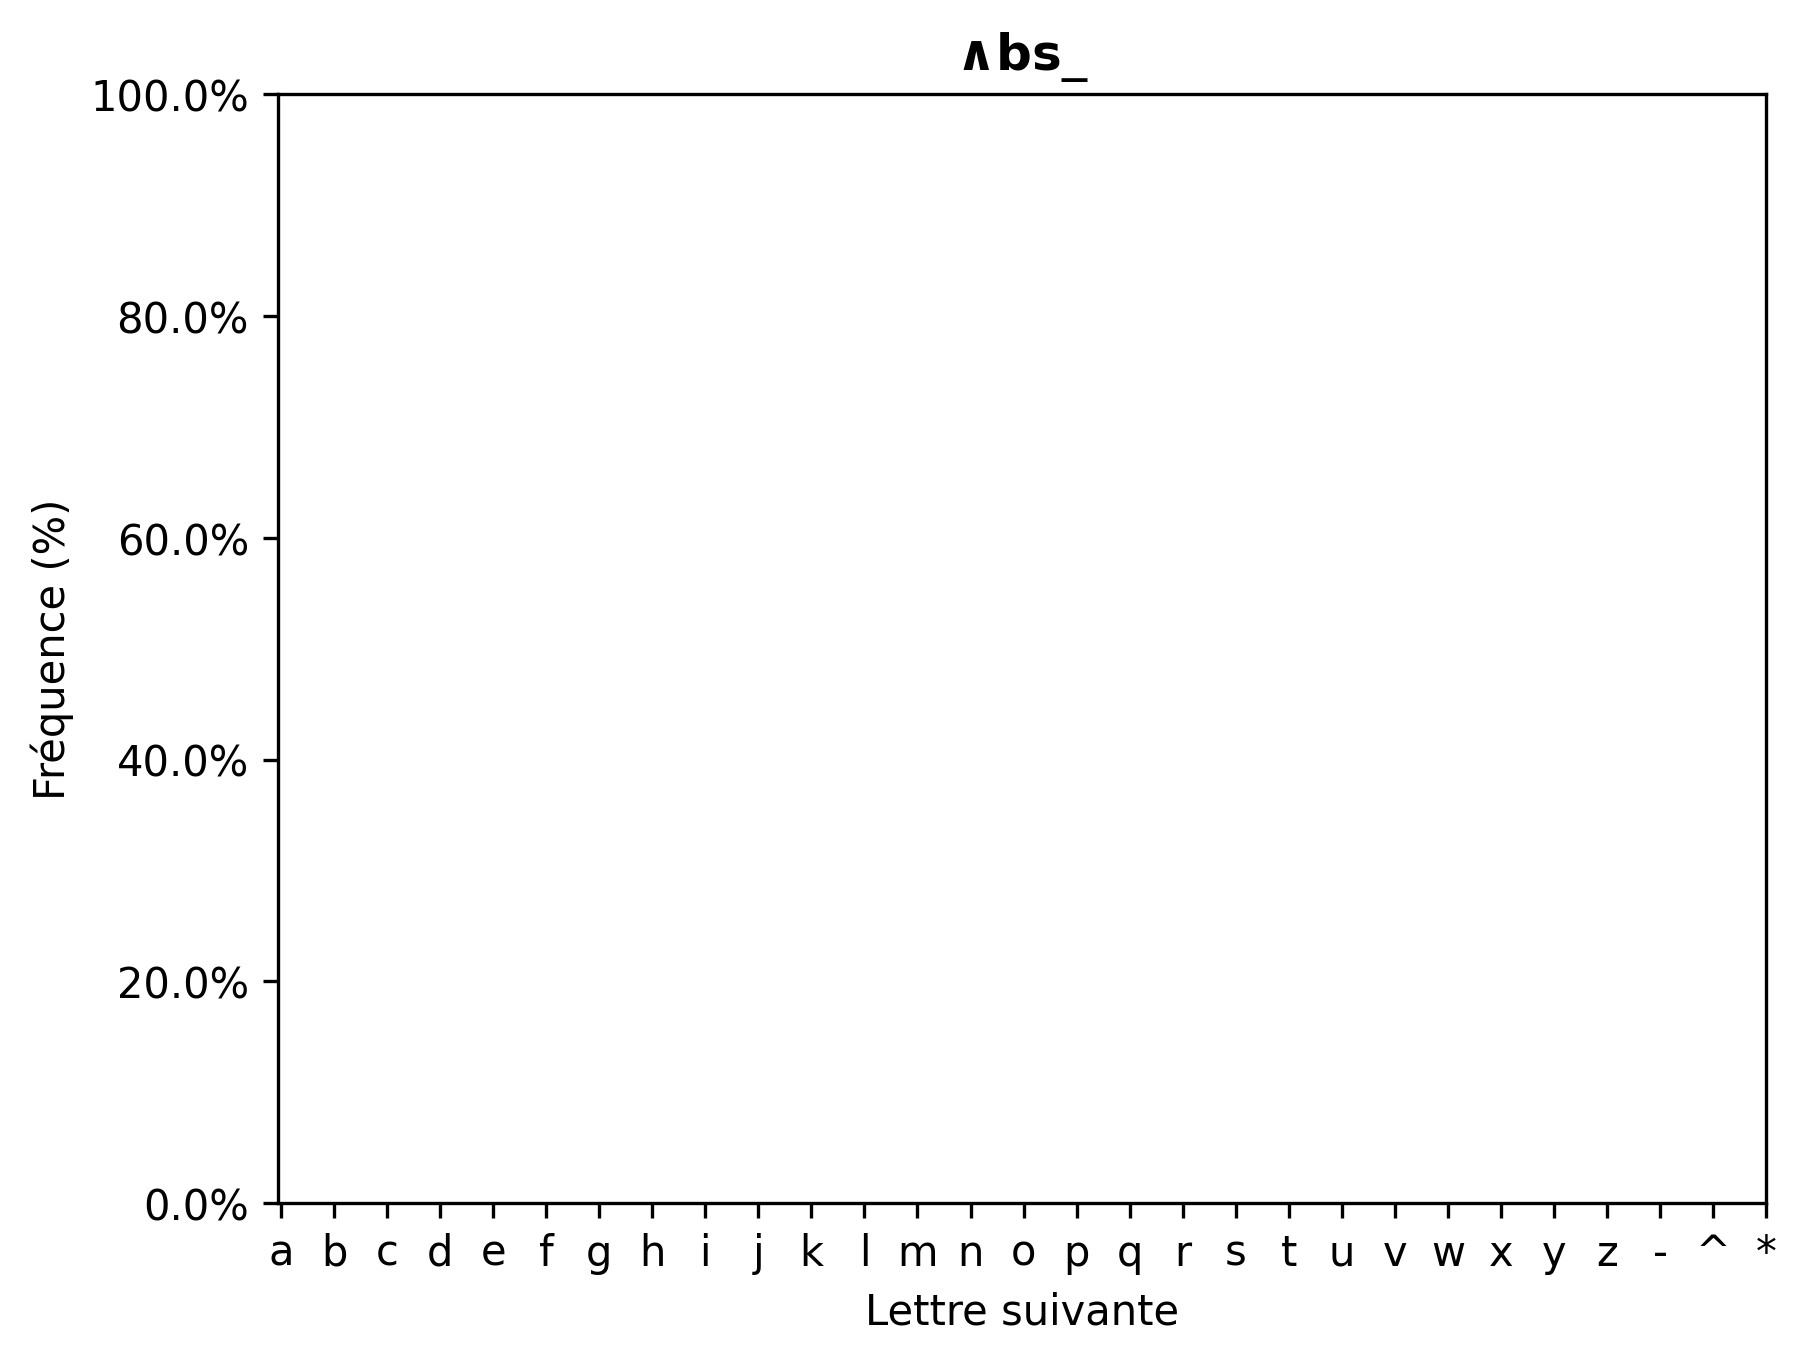 ∧bs_
100.0%
80.0%
60.0%
40.0%
20.0%
0.0%
Fréquence (%)
a b c d e f g h i j k l m n o p q r s t u v w x y z - ^ *
Lettre suivante